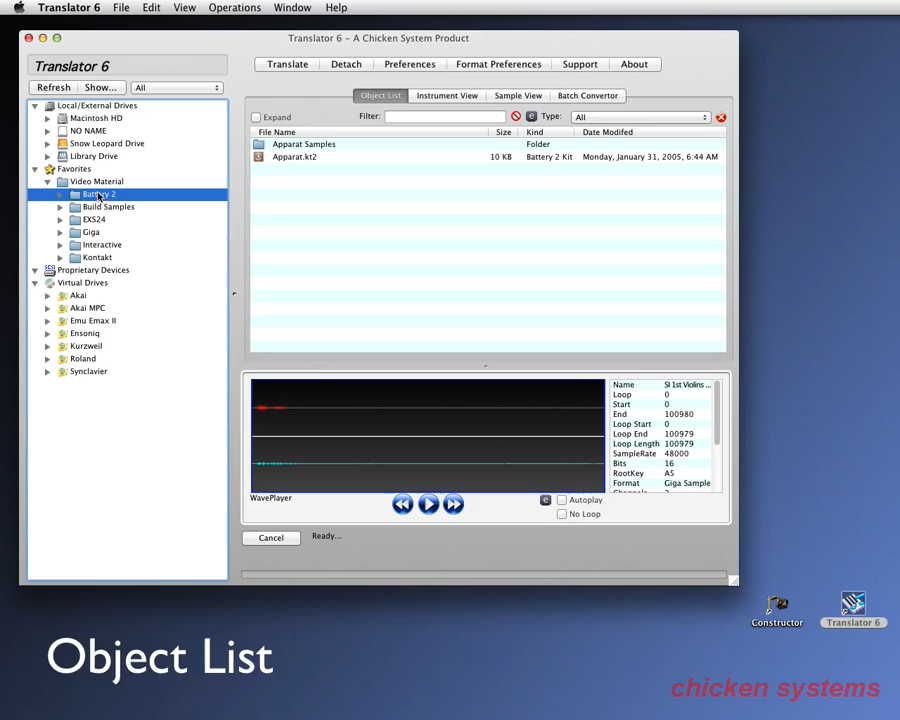 Translator 6 File Edit View Operations Window Help
Translator 6 – A Chicken System Product
Translator 6
Translate Detach Preferences Format Preferences Support About
Refresh Show... All
Object List Instrument View Sample View Batch Convertor
Expand Filter: e Type: All
File Name Size Kind Date Modifed
Apparat Samples Folder
Apparat.kt2 10 KB Battery 2 Kit Monday, January 31, 2005, 6:44 AM
Local/External Drives
Macintosh HD
NO NAME
Snow Leopard Drive
Library Drive
Favorites
Video Material
Battery 2
Build Samples
EXS24
Giga
Interactive
Kontakt
SCSI Proprietary Devices
Virtual Drives
Akai
Akai MPC
Emu Emax II
Ensoniq
Kurzweil
Roland
Synclavier
Name SI 1st Violins ...
Loop 0
Start 0
End 100980
Loop Start 0
Loop End 100979
Loop Length 100979
SampleRate 48000
Bits 16
RootKey A5
Format Giga Sample
WavePlayer
e Autoplay
No Loop
Cancel Ready...
Constructor Translator 6
Object List
chicken systems